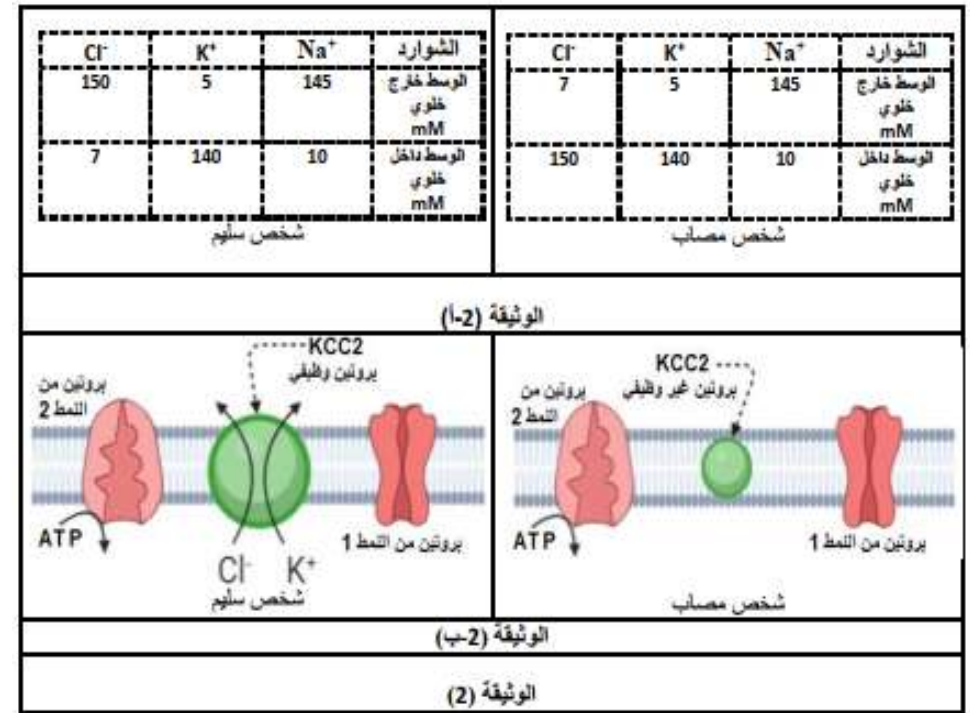 الشوارد Na⁺ K⁺ Cl⁻
الوسط خارج 145 5 7
خلوي
mM
الوسط داخل 10 140 150
خلوي
mM
شخص مصاب
الشوارد Na⁺ K⁺ Cl⁻
الوسط خارج 145 5 150
خلوي
mM
الوسط داخل 10 140 7
خلوي
mM
شخص سليم
الوثيقة (2-أ)
KCC2
بروتين غير وظيفي
بروتين من
النمط 2
ATP
بروتين من النمط 1
شخص مصاب
KCC2
بروتين وظيفي
بروتين من
النمط 2
ATP
بروتين من النمط 1
Cl⁻ K⁺
شخص سليم
الوثيقة (2-ب)
الوثيقة (2)